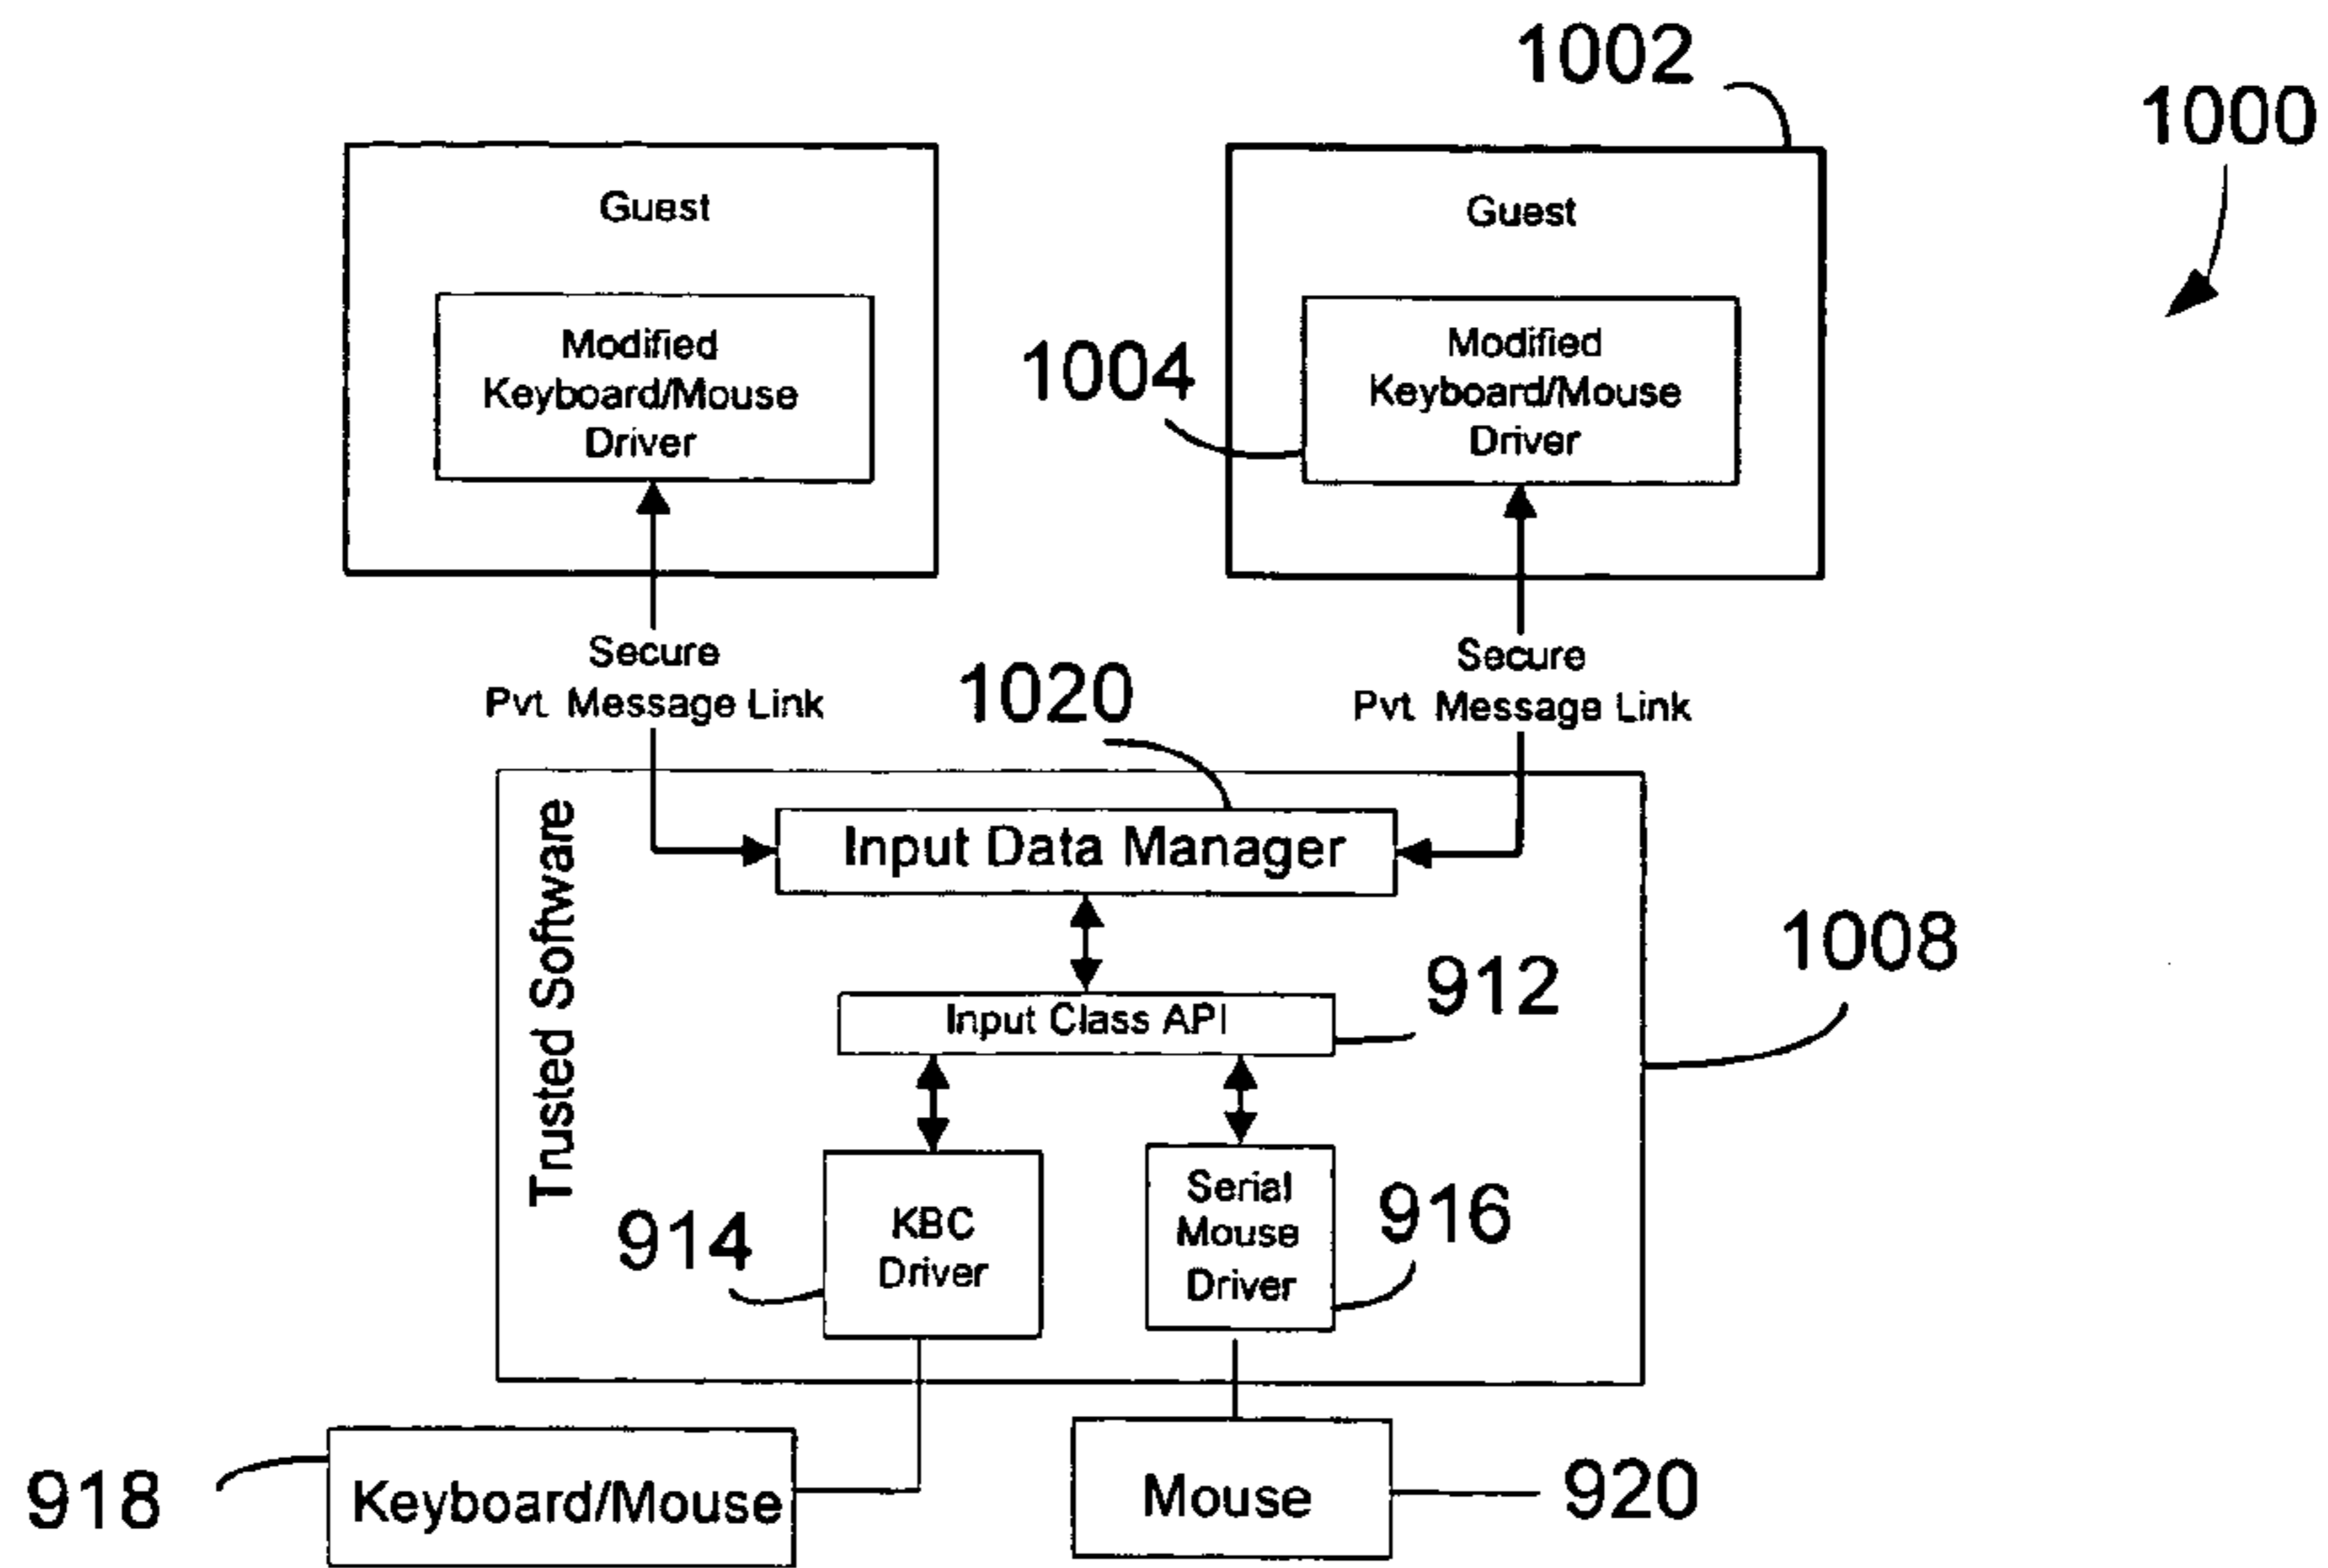 1002
1000
Guest
Guest
Modified
Keyboard/Mouse
Driver
1004
Modified
Keyboard/Mouse
Driver
Secure
Pvt. Message Link
1020
Secure
Pvt. Message Link
Trusted Software
Input Data Manager
1008
912
Input Class API
914
KBC
Driver
Serial
Mouse
Driver
916
918
Keyboard/Mouse
Mouse
920